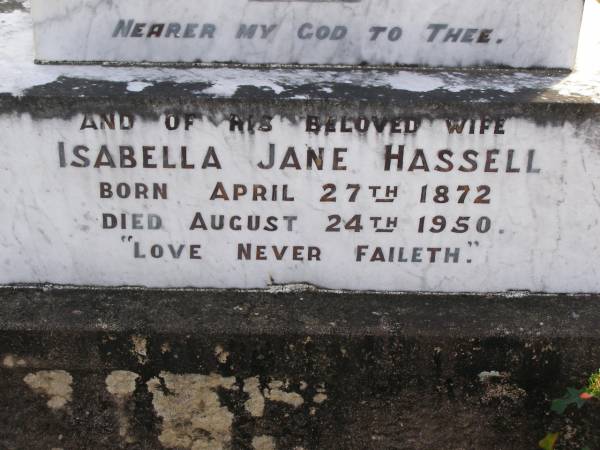 Nearer my God to Thee.
AND OF HIS BELOVED WIFE
ISABELLA JANE HASSELL
BORN APRIL 27TH 1872
DIED AUGUST 24TH 1950.
"LOVE NEVER FAILETH."